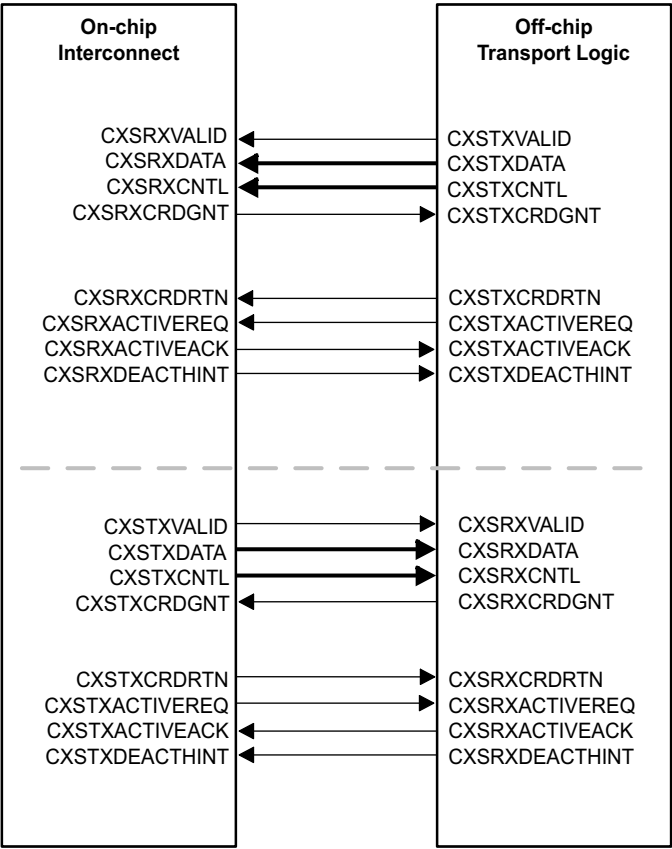 On-chip
Interconnect
Off-chip
Transport Logic
CXSRXVALID CXSTXVALID
CXSRXDATA CXSTXDATA
CXSRXCNTL CXSTXCNTL
CXSRXCRDGNT CXSTXCRDGNT
CXSRXCRDRTN CXSTXCRDRTN
CXSRXACTIVEREQ CXSTXACTIVEREQ
CXSRXACTIVEACK CXSTXACTIVEACK
CXSRXDEACTHINT CXSTXDEACTHINT
CXSTXVALID CXSRXVALID
CXSTXDATA CXSRXDATA
CXSTXCNTL CXSRXCNTL
CXSTXCRDGNT CXSRXCRDGNT
CXSTXCRDRTN CXSRXCRDRTN
CXSTXACTIVEREQ CXSRXACTIVEREQ
CXSTXACTIVEACK CXSRXACTIVEACK
CXSTXDEACTHINT CXSRXDEACTHINT